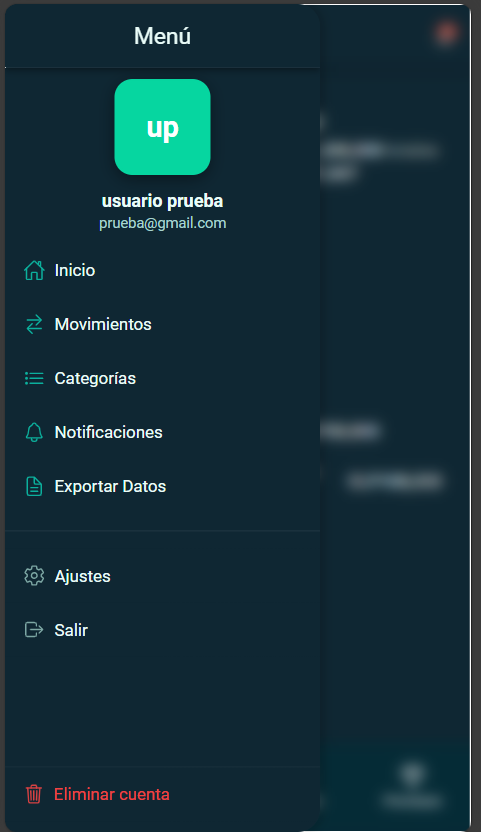 Menú
up
usuario prueba
prueba@gmail.com
Inicio
Movimientos
Categorías
Notificaciones
Exportar Datos
Ajustes
Salir
Eliminar cuenta